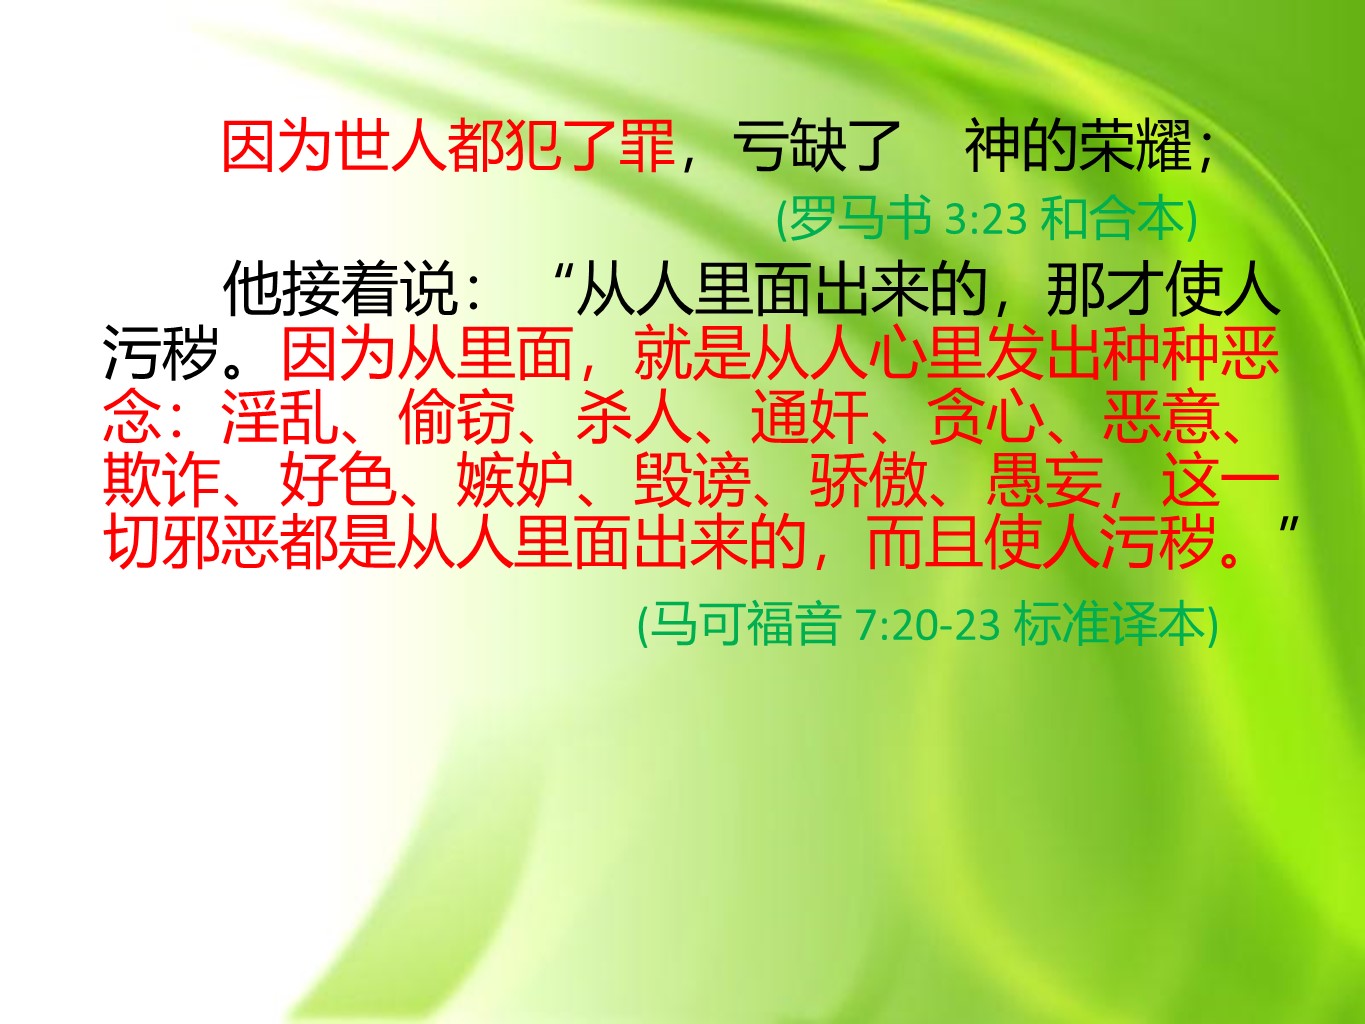 因为世人都犯了罪，亏缺了　神的荣耀；
(罗马书 3:23 和合本)
他接着说：“从人里面出来的，那才使人
污秽。因为从里面，就是从人心里发出种种恶
念：淫乱、偷窃、杀人、通奸、贪心、恶意、
欺诈、好色、嫉妒、毁谤、骄傲、愚妄，这一
切邪恶都是从人里面出来的，而且使人污秽。”
(马可福音 7:20-23 标准译本)